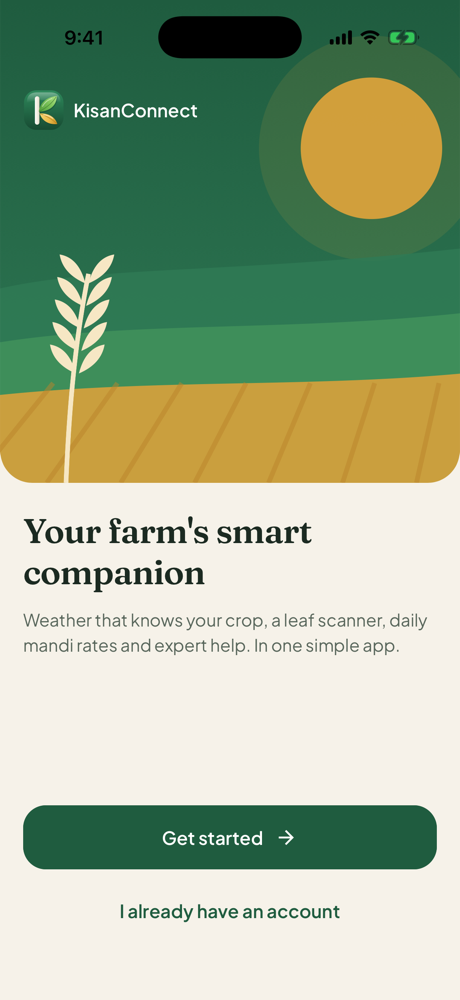 9:41
KisanConnect
Your farm's smart
companion
Weather that knows your crop, a leaf scanner, daily
mandi rates and expert help. In one simple app.
Get started →
I already have an account